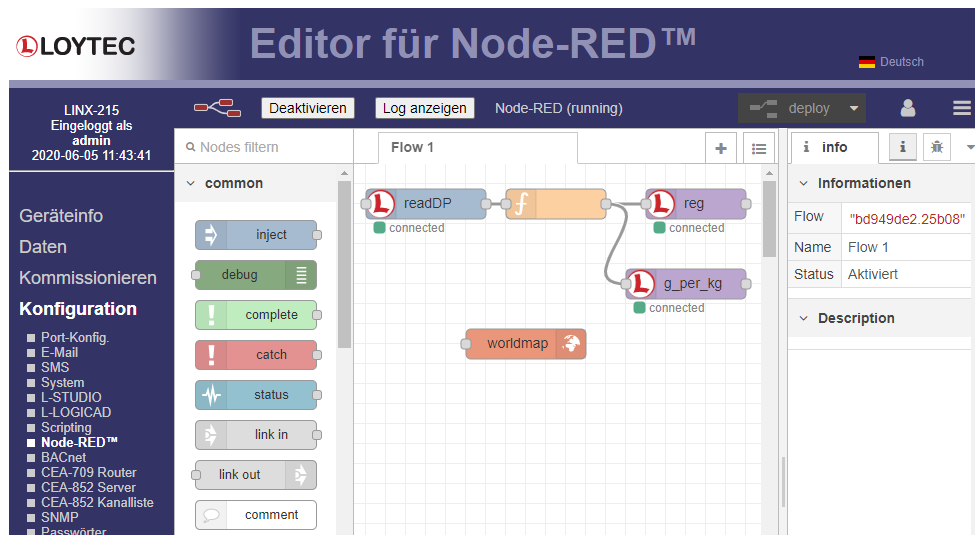 LOYTEC
Editor für Node-RED™
Deutsch
LINX-215
Eingeloggt als
admin
2020-06-05 11:43:41
Deaktivieren
Log anzeigen
Node-RED (running)
deploy
Geräteinfo
Daten
Kommissionieren
Konfiguration
Port-Konfig.
E-Mail
SMS
System
L-STUDIO
L-LOGICAD
Scripting
Node-RED™
BACnet
CEA-709 Router
CEA-852 Server
CEA-852 Kanalliste
SNMP
Passwörter
Nodes filtern
common
inject
debug
complete
catch
status
link in
link out
comment
Flow 1
readDP
connected
f
reg
connected
g_per_kg
connected
worldmap
i info
i
Informationen
Flow "bd949de2.25b08"
Name Flow 1
Status Aktiviert
Description